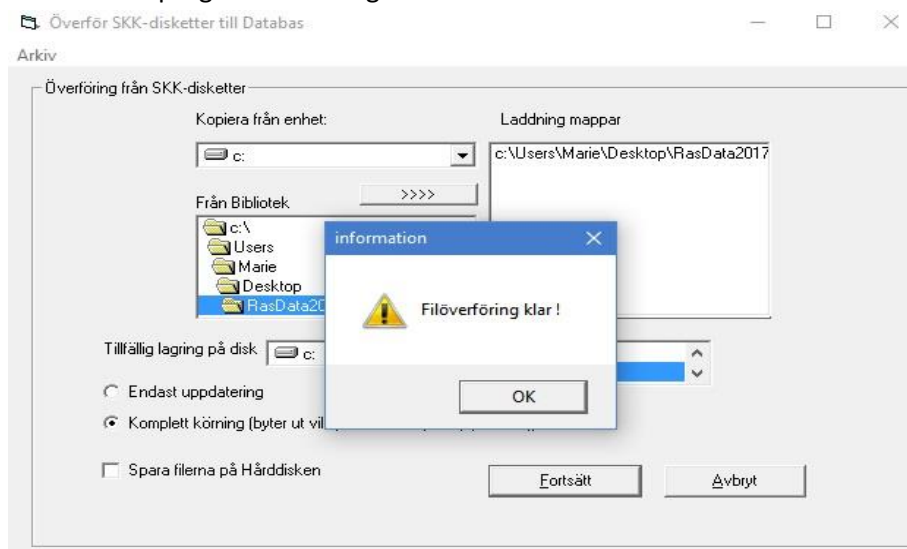 Överför SKK-disketter till Databas
Arkiv
Överföring från SKK-disketter
Kopiera från enhet:
Laddning mappar
c:
c:\Users\Marie\Desktop\RasData2017
>>>>
Från Bibliotek
c:\
Users
Marie
Desktop
RasData20
information
Filöverföring klar !
OK
Tillfällig lagring på disk
c:
Endast uppdatering
Komplett körning (byter ut vil
Spara filerna på Hårddisken
Fortsätt
Avbryt